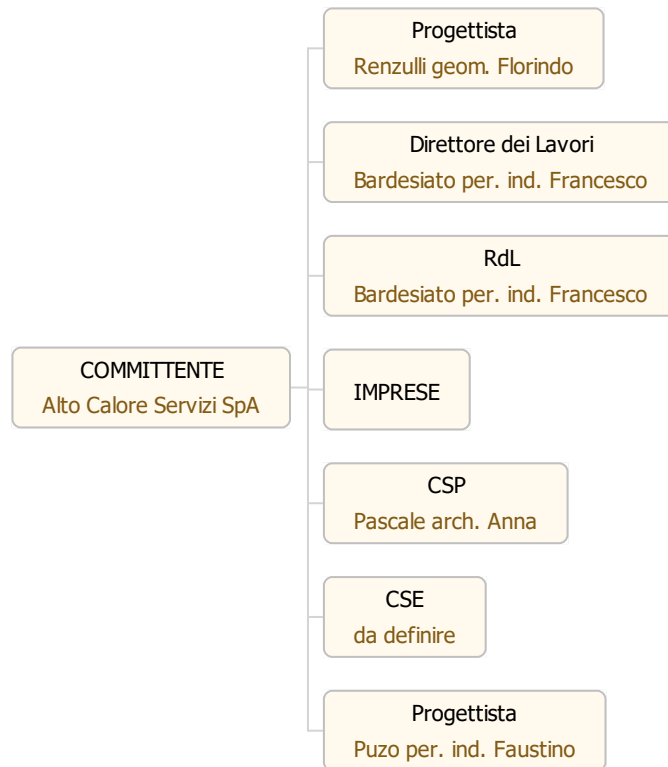 Progettista
Renzulli geom. Florindo
Direttore dei Lavori
Bardesiato per. ind. Francesco
RdL
Bardesiato per. ind. Francesco
COMMITTENTE
Alto Calore Servizi SpA
IMPRESE
CSP
Pascale arch. Anna
CSE
da definire
Progettista
Puzo per. ind. Faustino